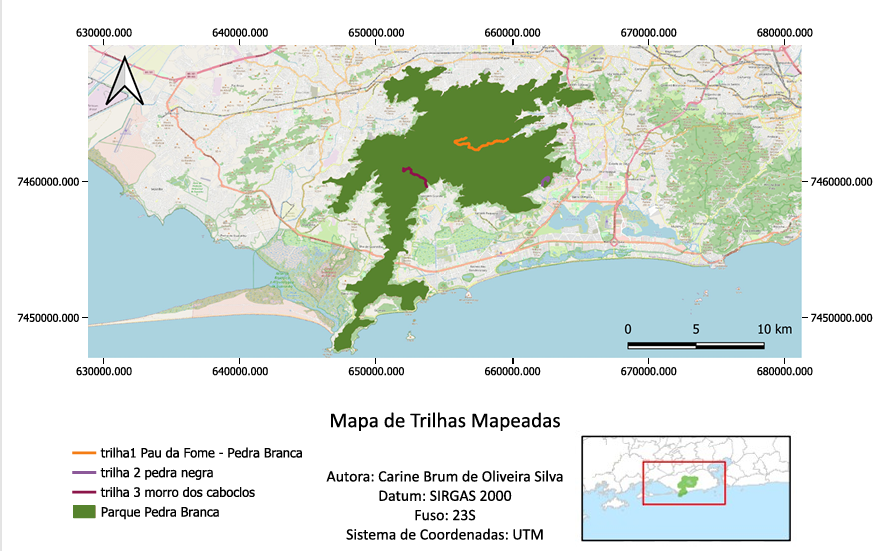 630000.000 640000.000 650000.000 660000.000 670000.000 680000.000
7460000.000 7460000.000
7450000.000 7450000.000
0 5 10 km
630000.000 640000.000 650000.000 660000.000 670000.000 680000.000
Mapa de Trilhas Mapeadas
trilha1 Pau da Fome - Pedra Branca
trilha 2 pedra negra
trilha 3 morro dos caboclos
Parque Pedra Branca
Autora: Carine Brum de Oliveira Silva
Datum: SIRGAS 2000
Fuso: 23S
Sistema de Coordenadas: UTM